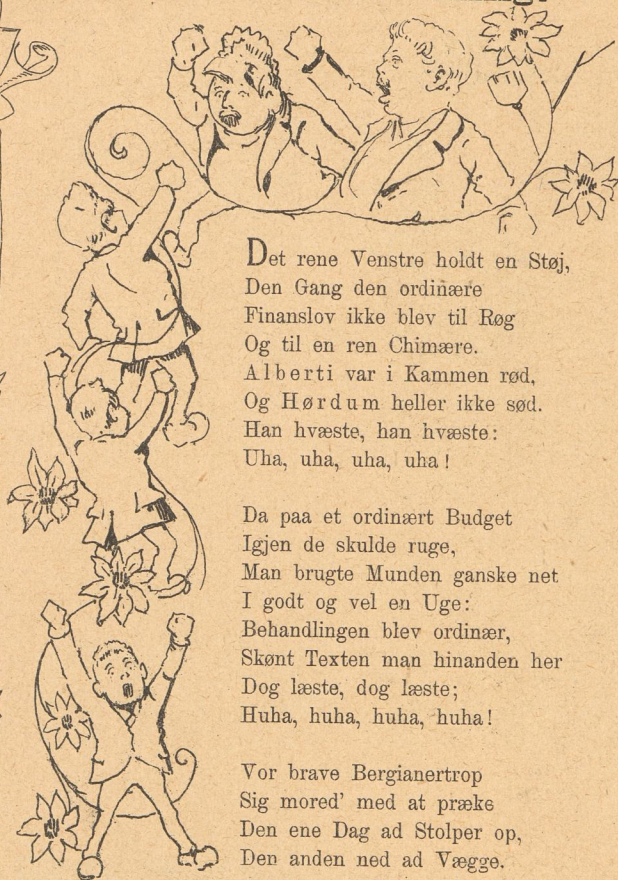 Det rene Venstre holdt en Støj,
Den Gang den ordinære
Finanslov ikke blev til Røg
Og til en ren Chimære.
Alberti var i Kammen rød,
Og Hørdum heller ikke sød.
Han hvæste, han hvæste:
Uha, uha, uha, uha!

Da paa et ordinært Budget
Igjen de skulde ruge,
Man brugte Munden ganske net
I godt og vel en Uge:
Behandlingen blev ordinær,
Skønt Texten man hinanden her
Dog læste, dog læste;
Huha, huha, huha, huha!

Vor brave Bergianertrop
Sig mored' med at præke
Den ene Dag ad Stolper op,
Den anden ned ad Vægge.